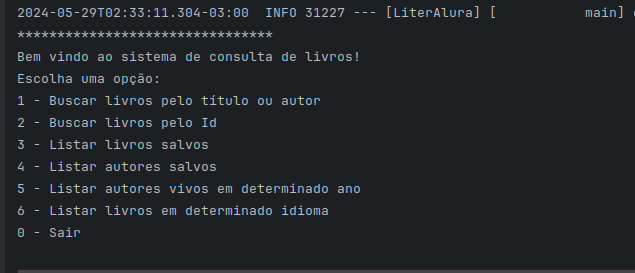 2024-05-29T02:33:11.304-03:00  INFO 31227 --- [LiterAlura] [           main]
********************************
Bem vindo ao sistema de consulta de livros!
Escolha uma opção:
1 - Buscar livros pelo título ou autor
2 - Buscar livros pelo Id
3 - Listar livros salvos
4 - Listar autores salvos
5 - Listar autores vivos em determinado ano
6 - Listar livros em determinado idioma
0 - Sair